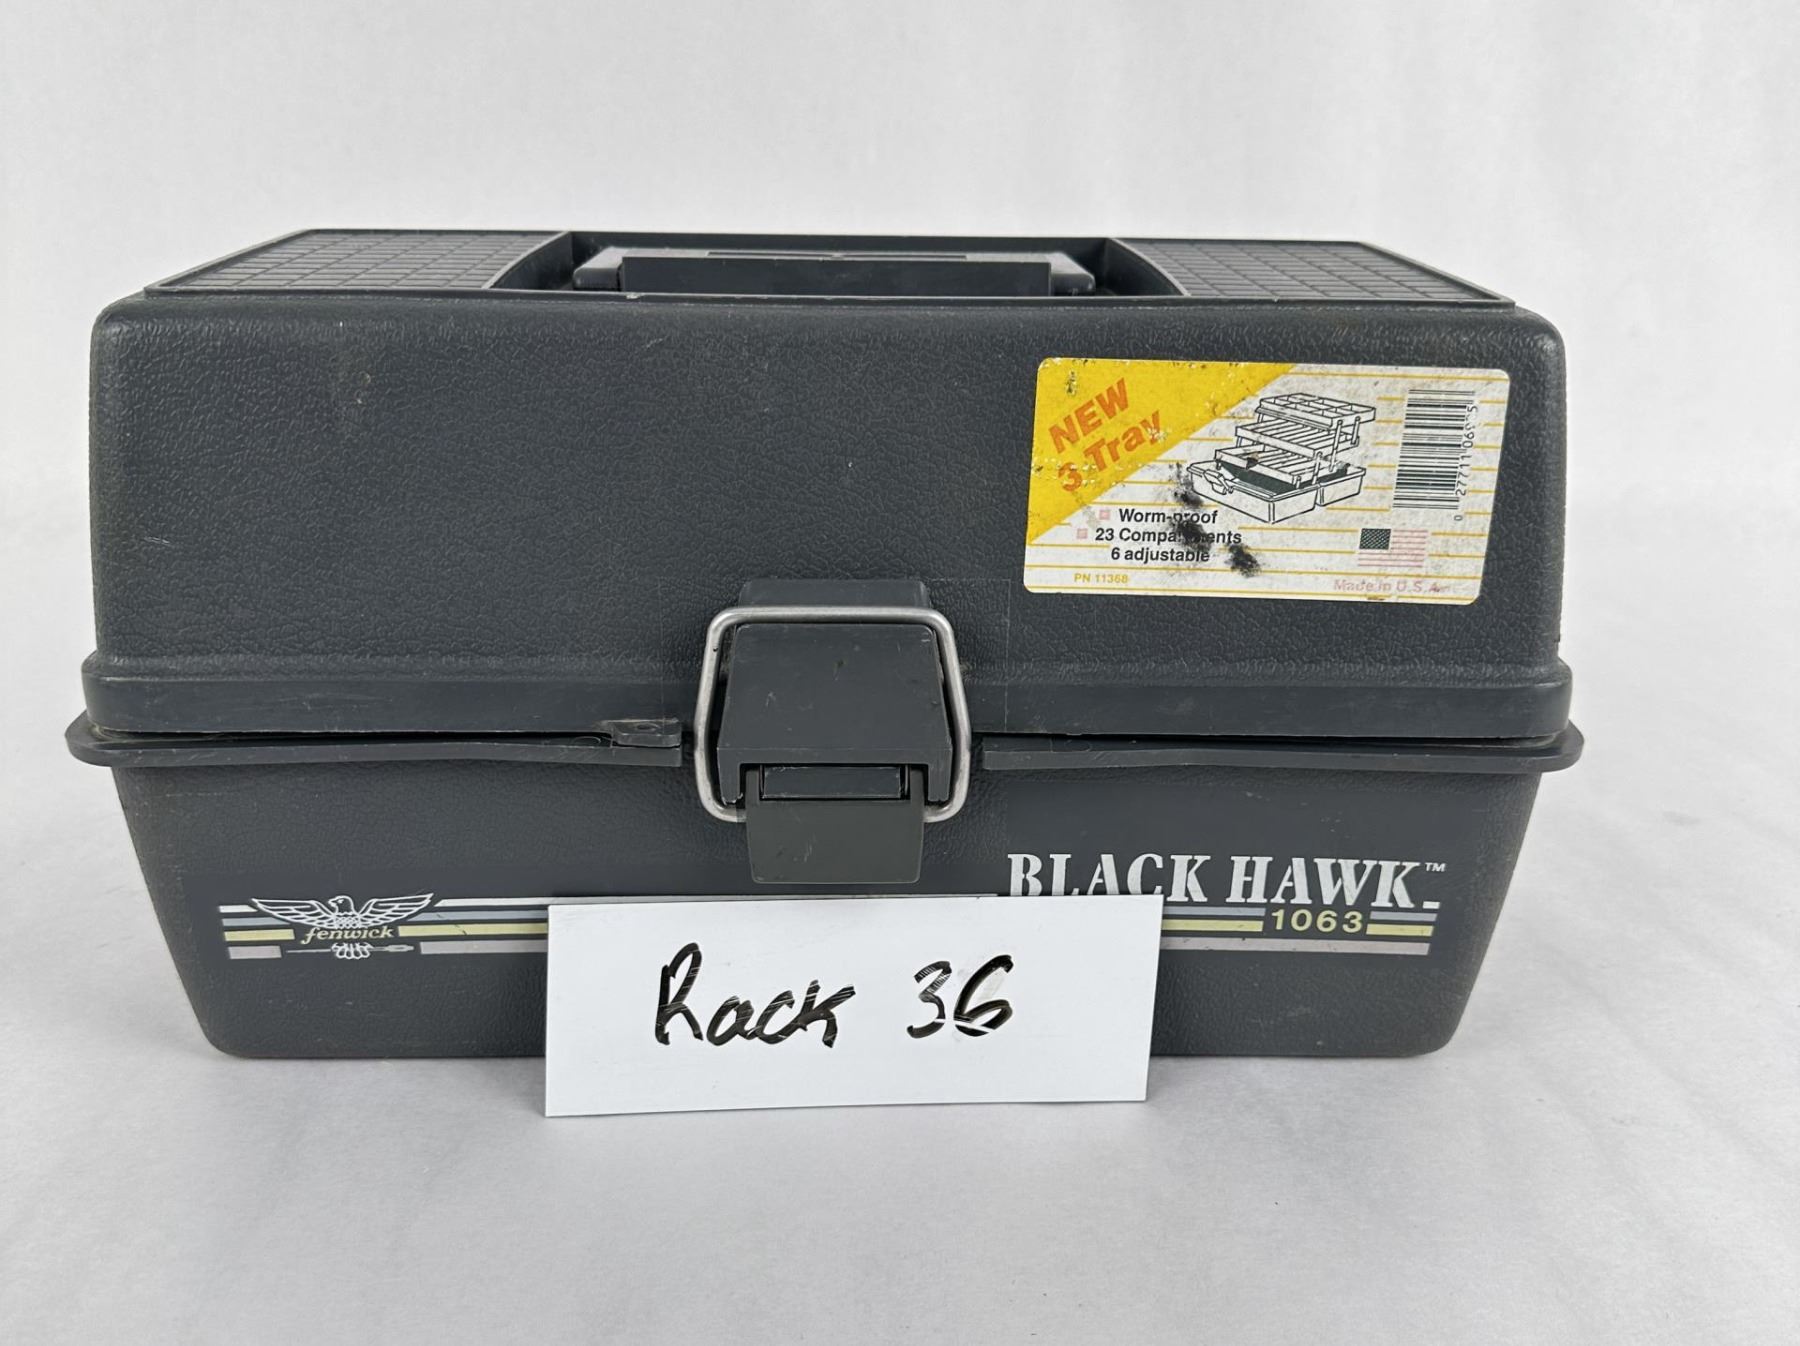 NEW
3 Tray
Worm-proof
23 Compartments
6 adjustable
PN 11368
Made in U.S.A.
BLACK HAWK™
1063
fenwick
Rack 36